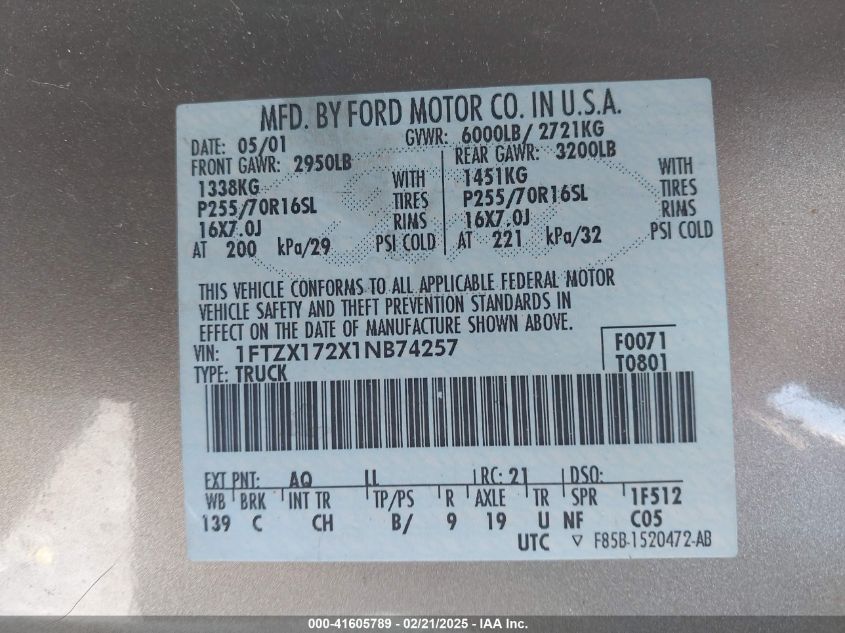 MFD. BY FORD MOTOR CO. IN U.S.A.
DATE: 05/01 GVWR: 6000LB/ 2721KG
FRONT GAWR: 2950LB REAR GAWR: 3200LB
1338KG WITH 1451KG WITH
P255/70R16SL TIRES P255/70R16SL TIRES
16X7.0J RIMS 16X7.0J RIMS
AT 200 kPa/29 PSI COLD AT 221 kPa/32 PSI COLD
THIS VEHICLE CONFORMS TO ALL APPLICABLE FEDERAL MOTOR
VEHICLE SAFETY AND THEFT PREVENTION STANDARDS IN
EFFECT ON THE DATE OF MANUFACTURE SHOWN ABOVE.
VIN: 1FTZX172X1NB74257 F0071
TYPE: TRUCK T0801
EXT PNT: AQ LL RC: 21 DSO:
WB BRK INT TR TP/PS R AXLE TR SPR 1F512
139 C CH B/ 9 19 U NF C05
UTC ▽ F85B-1520472-AB
000-41605789 - 02/21/2025 - IAA Inc.